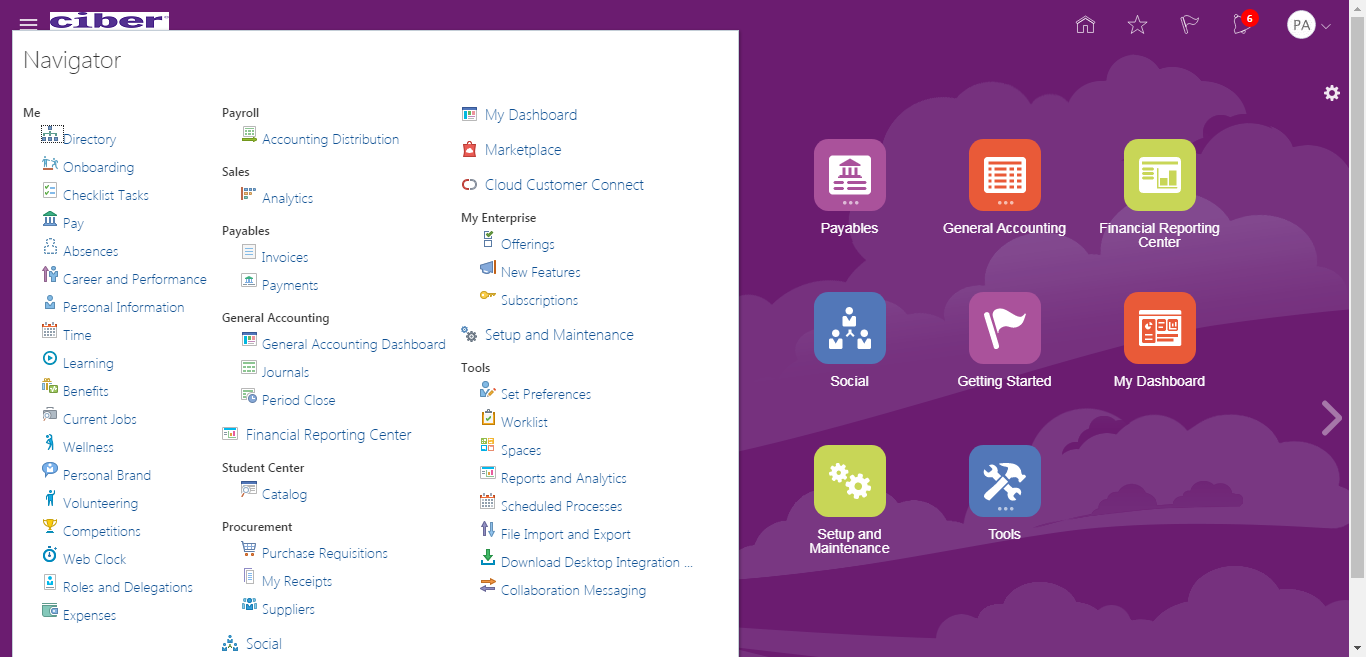 ciber
6
PA
Navigator
Me
Directory
Onboarding
Checklist Tasks
Pay
Absences
Career and Performance
Personal Information
Time
Learning
Benefits
Current Jobs
Wellness
Personal Brand
Volunteering
Competitions
Web Clock
Roles and Delegations
Expenses
Payroll
Accounting Distribution
Sales
Analytics
Payables
Invoices
Payments
General Accounting
General Accounting Dashboard
Journals
Period Close
Financial Reporting Center
Student Center
Catalog
Procurement
Purchase Requisitions
My Receipts
Suppliers
Social
My Dashboard
Marketplace
Cloud Customer Connect
My Enterprise
Offerings
New Features
Subscriptions
Setup and Maintenance
Tools
Set Preferences
Worklist
Spaces
Reports and Analytics
Scheduled Processes
File Import and Export
Download Desktop Integration ...
Collaboration Messaging
Payables
General Accounting
Financial Reporting
Center
Social
Getting Started
My Dashboard
Setup and
Maintenance
Tools